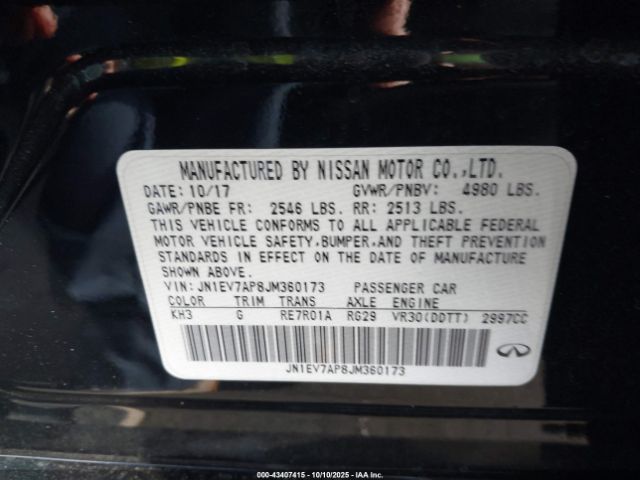 MANUFACTURED BY NISSAN MOTOR CO.,LTD.
DATE: 10/17 GVWR/PNBV: 4980 LBS.
GAWR/PNBE FR: 2546 LBS. RR: 2513 LBS.
THIS VEHICLE CONFORMS TO ALL APPLICABLE FEDERAL
MOTOR VEHICLE SAFETY,BUMPER,AND THEFT PREVENTION
STANDARDS IN EFFECT ON THE DATE OF MANUFACTURE
SHOWN ABOVE.
VIN: JN1EV7AP8JM360173 PASSENGER CAR
COLOR TRIM TRANS AXLE ENGINE
KH3 G RE7R01A RG29 VR30(DDTT) 2997CC
JN1EV7AP8JM360173
000-43407415 - 10/10/2025 - IAA Inc.